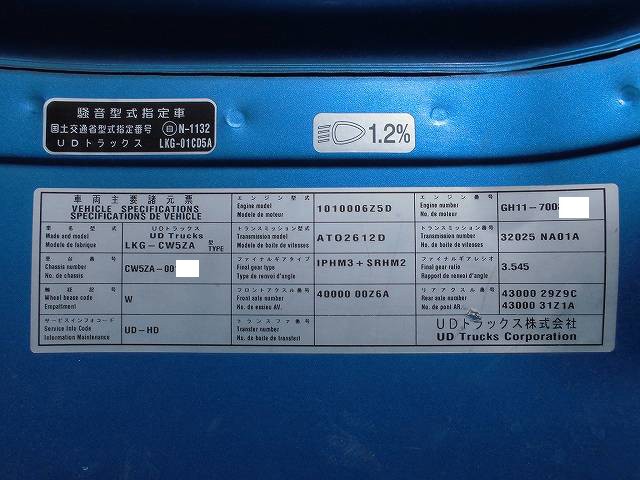 騒音型式指定車
国土交通省型式指定番号 自 N-1132
UDトラックス LKG-01CD5A
1.2%
車両主要諸元票
VEHICLE SPECIFICATIONS
SPECIFICATIONS DE VEHICLE
エンジン型式
Engine model
Modele de moteur
1010006Z5D
エンジン番号
Engine number
No. de moteur
GH11-700
車名型式
Made and model
Modele de fabrique
UDトラックス
UD Trucks
LKG-CW5ZA 型 TYPE
トランスミッション型式
Transmission model
Modele de boite de vitesses
ATO2612D
トランスミッション番号
Transmission number
No. de boite de vitesses
32025 NA01A
車台番号
Chassis number
No. de chassis
CW5ZA-00
ファイナルギアタイプ
Final gear type
Type de renvoi d'angle
IPHM3+SRHM2
ファイナルギアレシオ
Final gear ratio
Rapport de renvoi d'angle
3.545
軸距記号
Wheel base code
Empattment
W
フロントアクスル番号
Front axle number
No. de essieu AV.
40000 00Z6A
リアアクスル番号
Rear axle number
No. de pont AR.
43000 29Z9C
43000 31Z1A
サービスインフォコード
Service Info Code
Information Maintenance
UD-HD
トランスファ番号
Transfer number
No. de boite de transfert
UDトラックス株式会社
UD Trucks Corporation